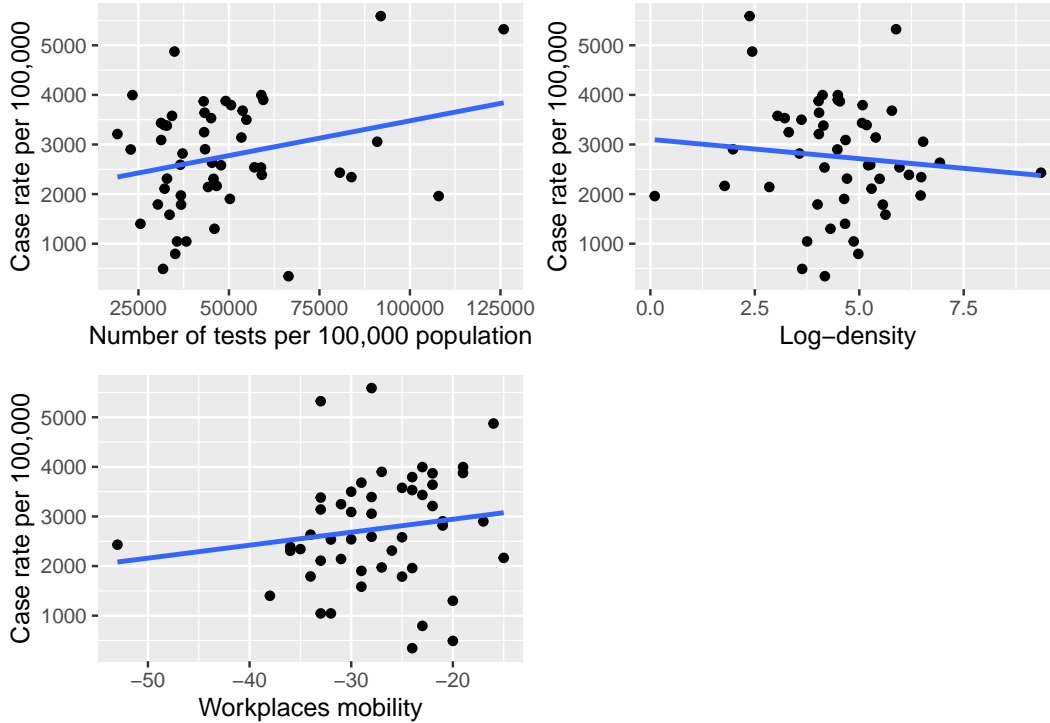 Case rate per 100,000
5000
4000
3000
2000
1000
25000 50000 75000 100000 125000
Number of tests per 100,000 population
Case rate per 100,000
5000
4000
3000
2000
1000
0.0 2.5 5.0 7.5
Log−density
Case rate per 100,000
5000
4000
3000
2000
1000
−50 −40 −30 −20
Workplaces mobility